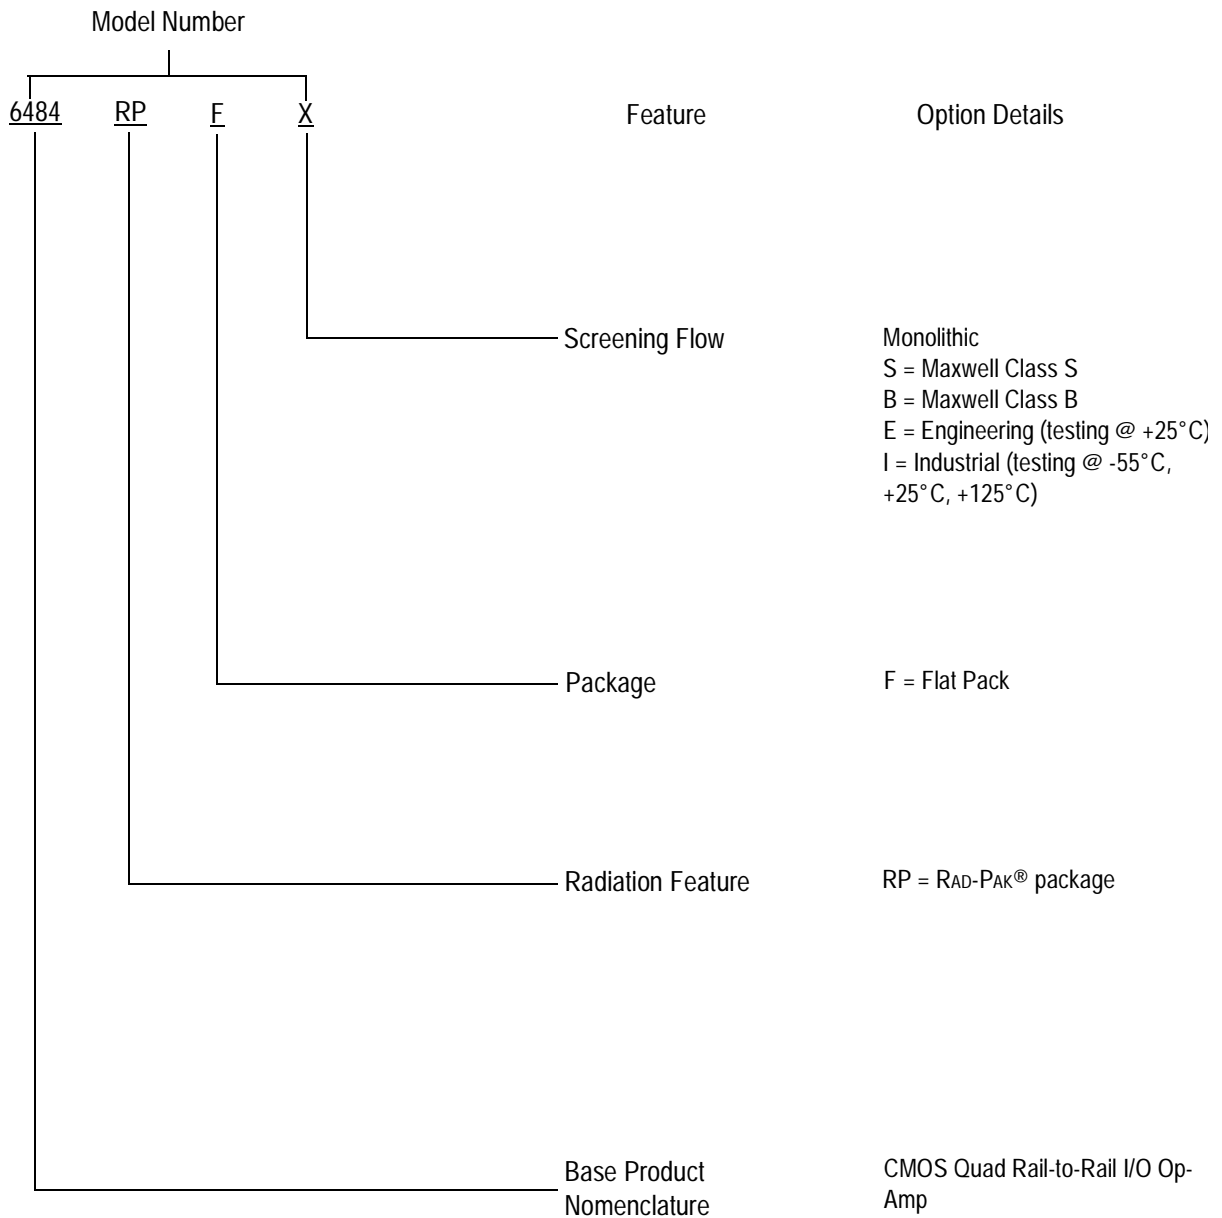 Model Number
6484 RP F X
Feature Option Details
Screening Flow
Monolithic
S = Maxwell Class S
B = Maxwell Class B
E = Engineering (testing @ +25°C)
I = Industrial (testing @ -55°C,
+25°C, +125°C)
Package
F = Flat Pack
Radiation Feature
RP = RAD-PAK® package
Base Product
Nomenclature
CMOS Quad Rail-to-Rail I/O Op-
Amp